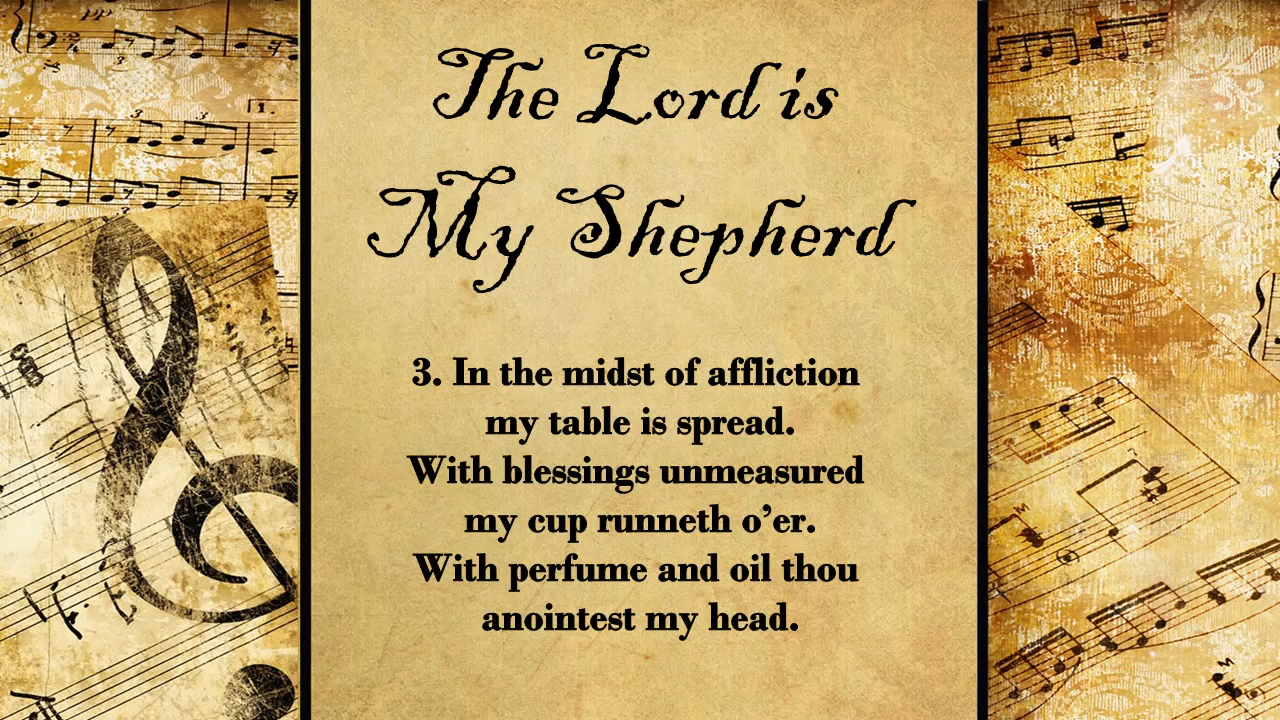 The Lord is
My Shepherd
3. In the midst of affliction
my table is spread.
With blessings unmeasured
my cup runneth o’er.
With perfume and oil thou
anointest my head.